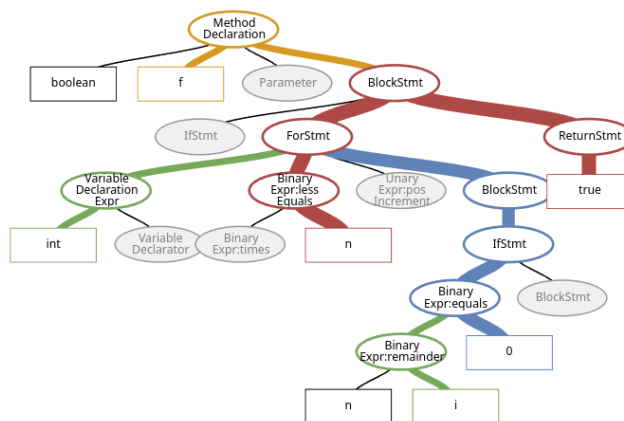 Method
Declaration
boolean
f
Parameter
BlockStmt
IfStmt
ForStmt
ReturnStmt
Variable
Declaration
Expr
Binary
Expr:less
Equals
Unary
Expr:pos
Increment
BlockStmt
true
int
Variable
Declarator
Binary
Expr:times
n
IfStmt
Binary
Expr:equals
BlockStmt
Binary
Expr:remainder
0
n
i